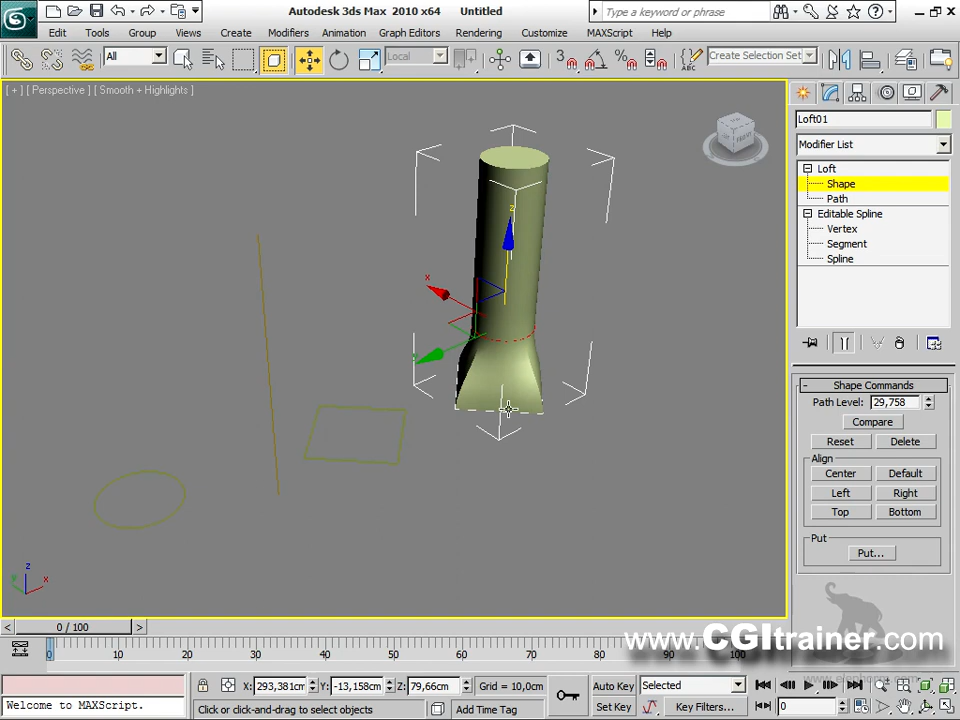 Autodesk 3ds Max 2010 x64 Untitled
Type a keyword or phrase
Edit Tools Group Views Create Modifiers Animation Graph Editors Rendering Customize MAXScript Help
All
Local
Create Selection Set
[ + ] [ Perspective ] [ Smooth + Highlights ]
Loft01
Modifier List
Loft
Shape
Path
Editable Spline
Vertex
Segment
Spline
Shape Commands
Path Level: 29,758
Compare
Reset Delete
Align
Center Default
Left Right
Top Bottom
Put
Put...
x
y
z
z
x
0 / 100
0 10 20 30 40 50 60 70 80 90 100
www.CGItrainer.com
X: 293,381cm Y: -13,158cm Z: 79,66cm Grid = 10,0cm
Auto Key Selected
Set Key Key Filters...
0
Welcome to MAXScript.
Click or click-and-drag to select objects
Add Time Tag